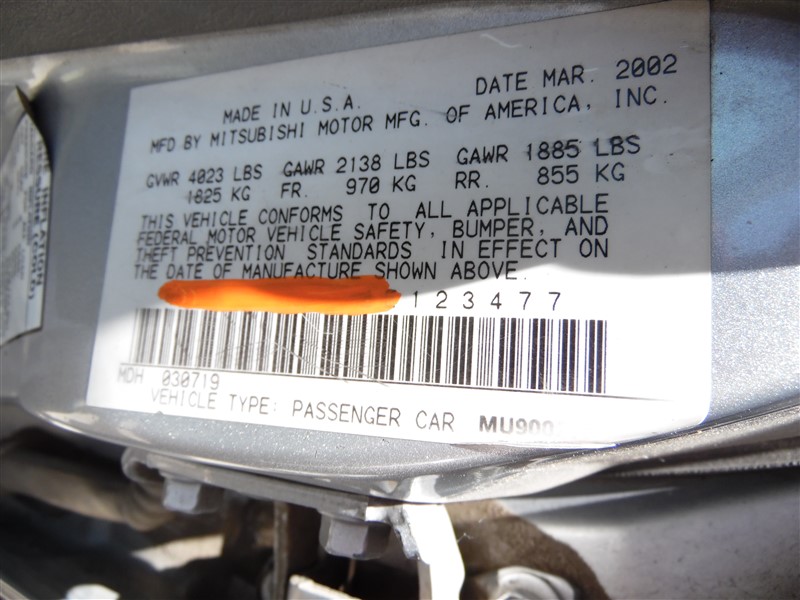 MADE IN U.S.A. DATE MAR. 2002
MFD BY MITSUBISHI MOTOR MFG. OF AMERICA, INC.
GVWR 4023 LBS GAWR 2138 LBS GAWR 1885 LBS
1825 KG FR. 970 KG RR. 855 KG
THIS VEHICLE CONFORMS TO ALL APPLICABLE
FEDERAL MOTOR VEHICLE SAFETY, BUMPER, AND
THEFT PREVENTION STANDARDS IN EFFECT ON
THE DATE OF MANUFACTURE SHOWN ABOVE.
123477
MDH 030719
VEHICLE TYPE: PASSENGER CAR MU900
INFLATION